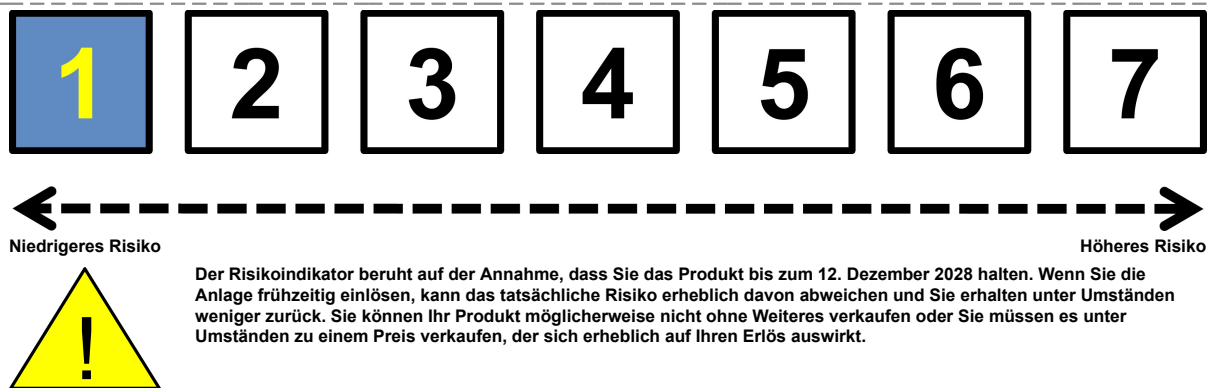 1 2 3 4 5 6 7
Niedrigeres Risiko Höheres Risiko
Der Risikoindikator beruht auf der Annahme, dass Sie das Produkt bis zum 12. Dezember 2028 halten. Wenn Sie die
Anlage frühzeitig einlösen, kann das tatsächliche Risiko erheblich davon abweichen und Sie erhalten unter Umständen
weniger zurück. Sie können Ihr Produkt möglicherweise nicht ohne Weiteres verkaufen oder Sie müssen es unter
Umständen zu einem Preis verkaufen, der sich erheblich auf Ihren Erlös auswirkt.
!